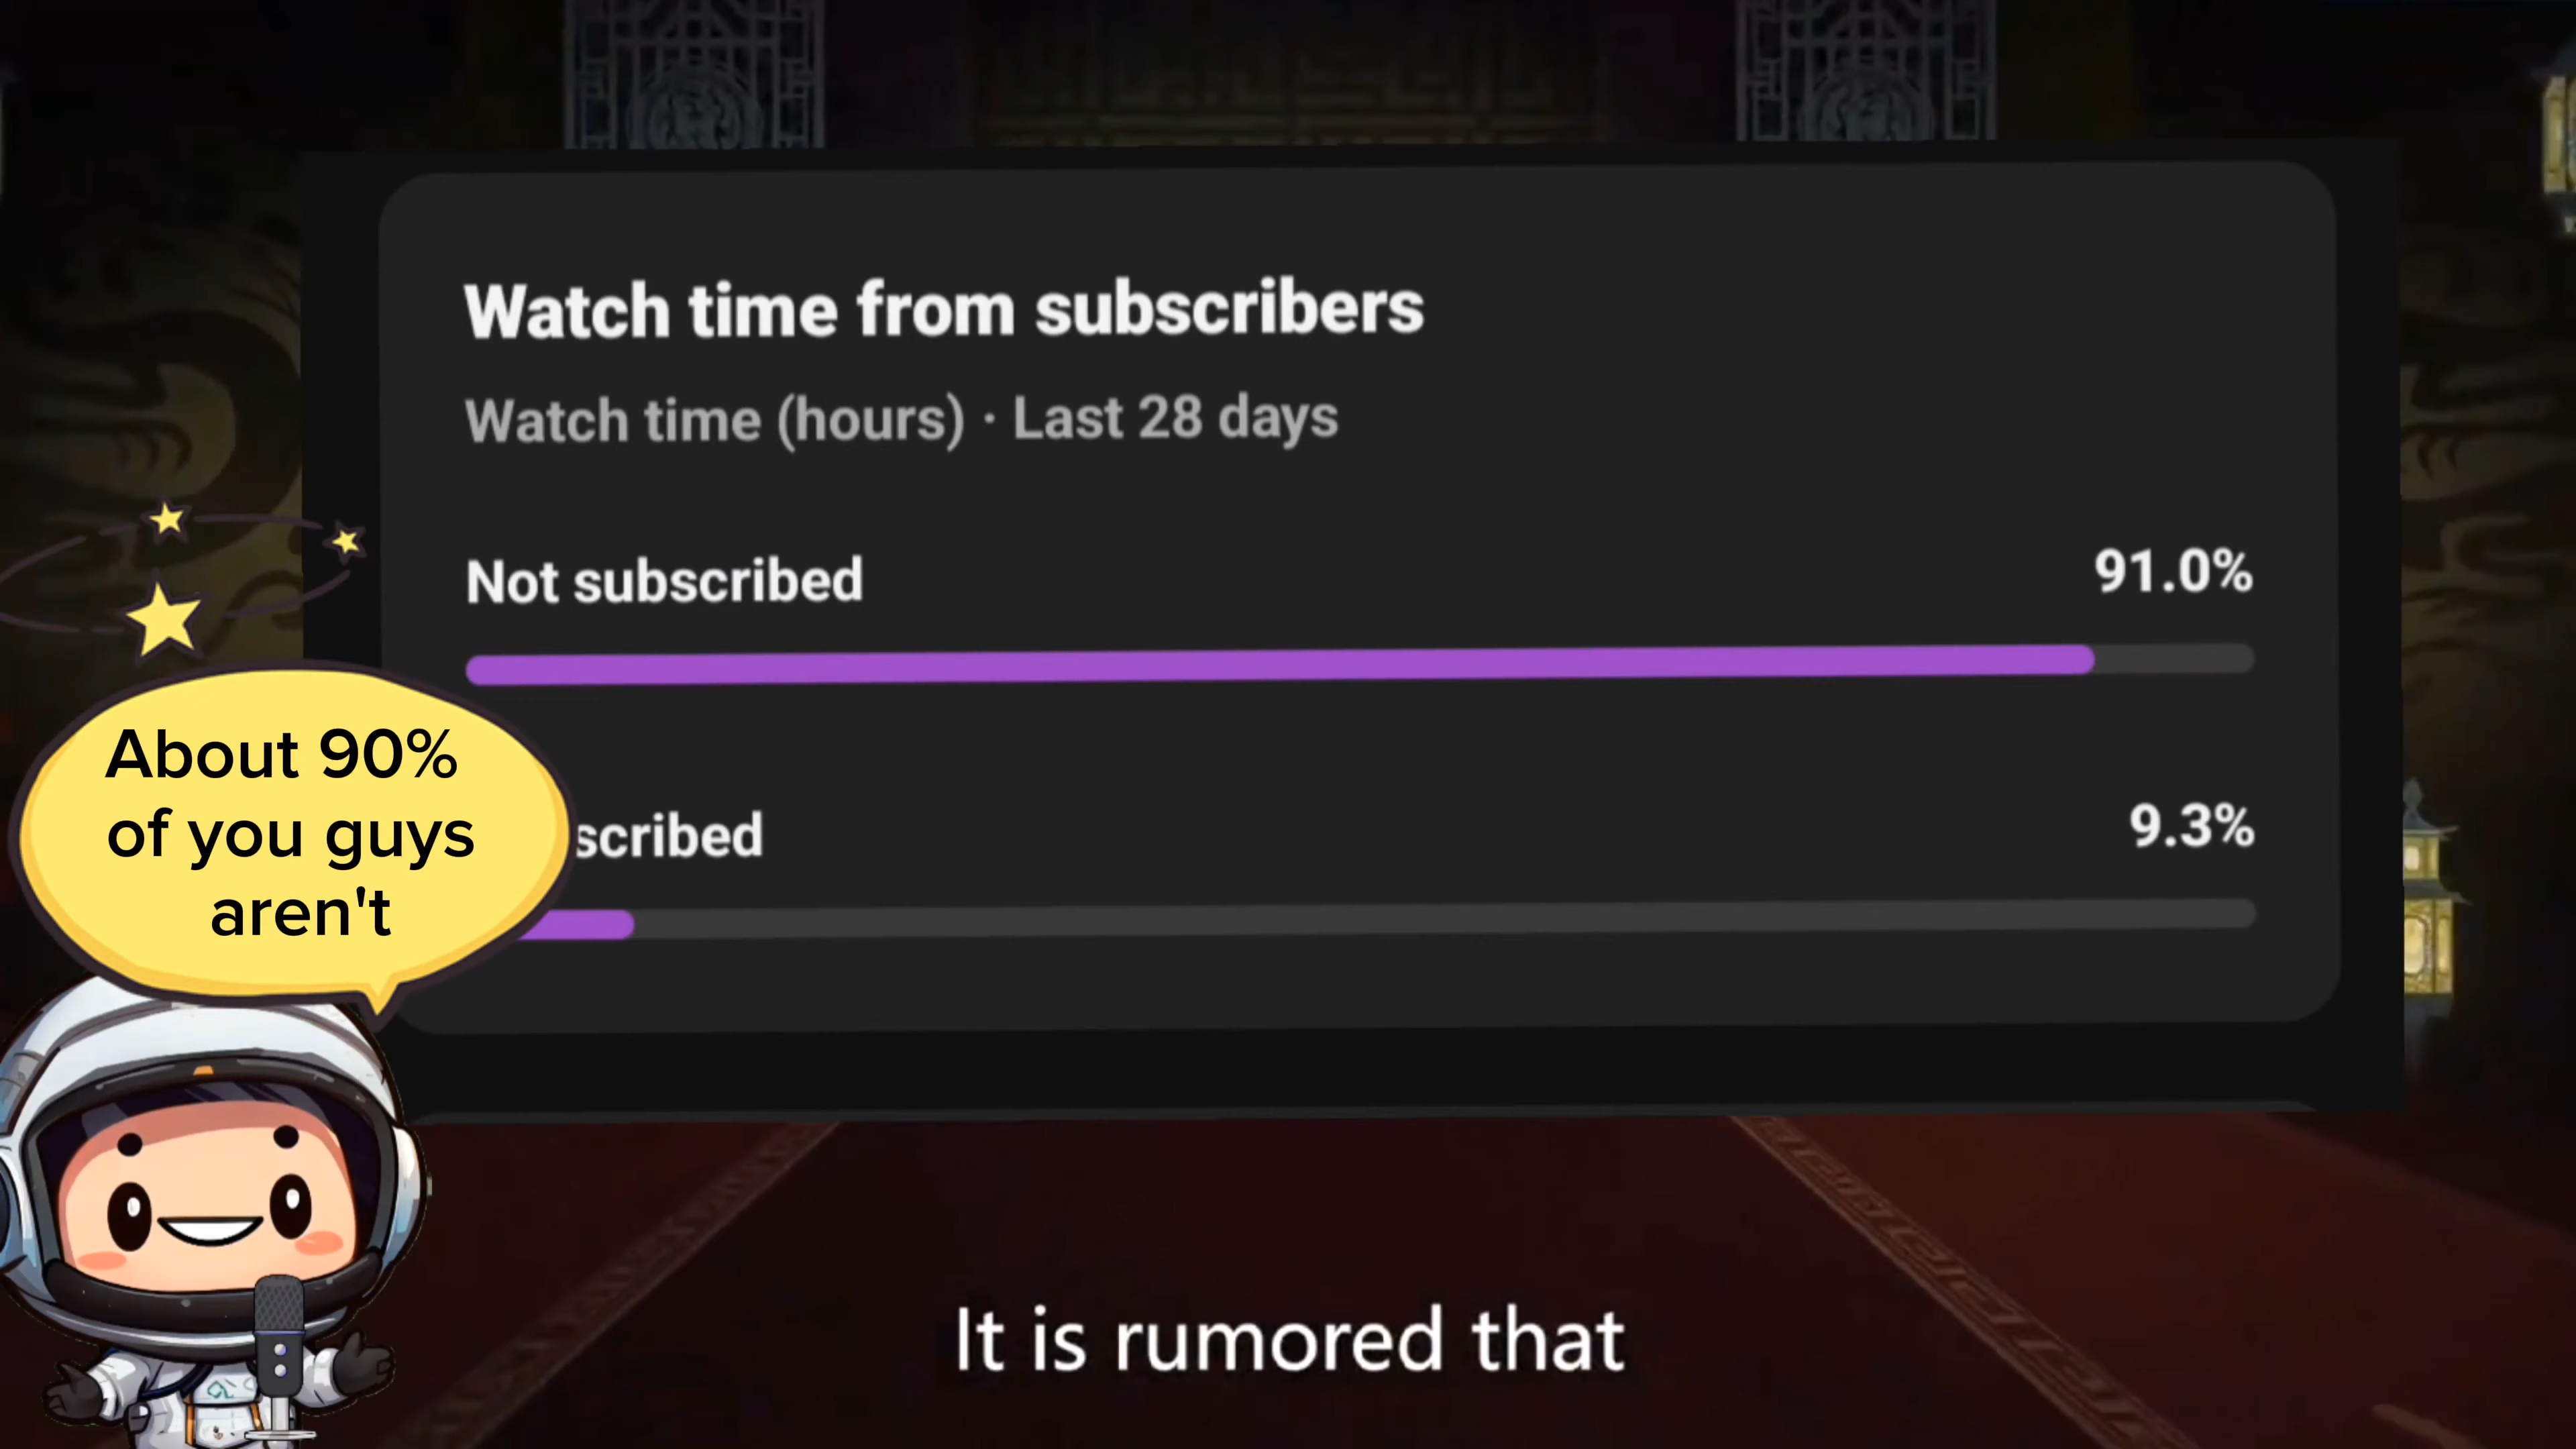 Watch time from subscribers
Watch time (hours) · Last 28 days
Not subscribed 91.0%
scribed 9.3%
About 90%
of you guys
aren't
It is rumored that